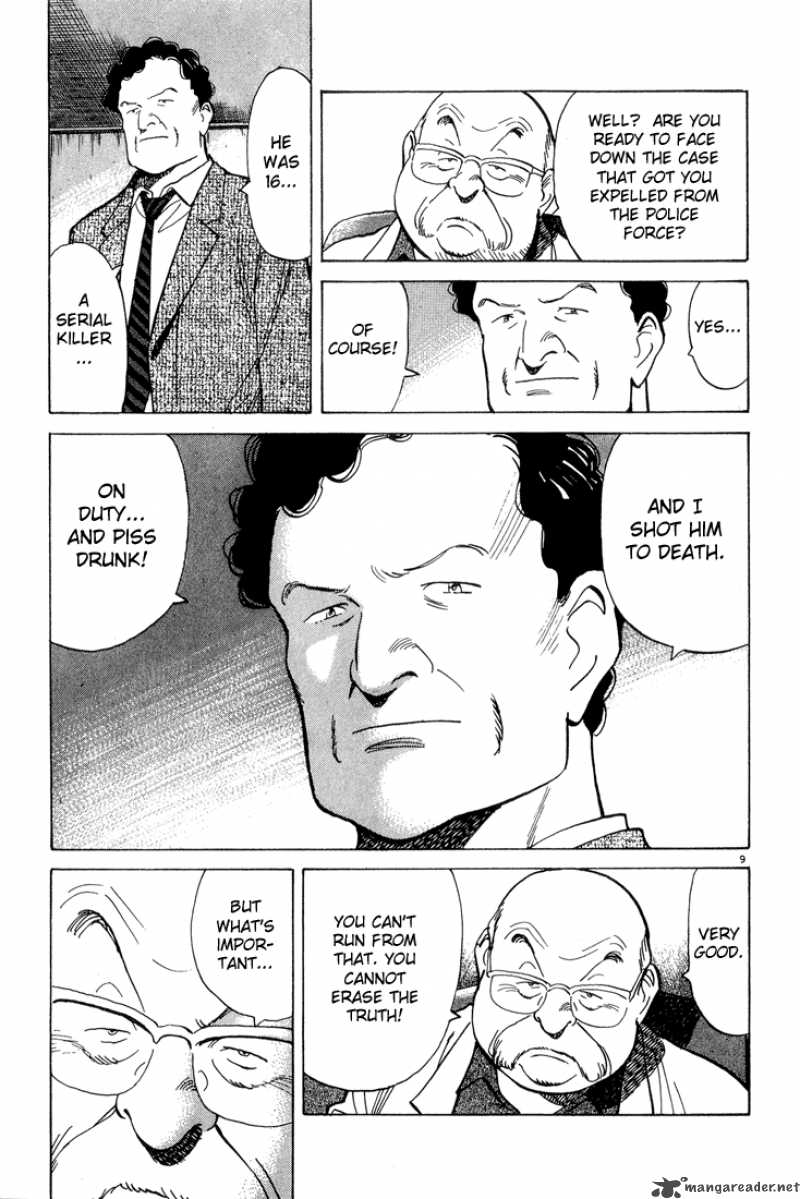 WELL? ARE YOU
READY TO FACE
DOWN THE CASE
THAT GOT YOU
EXPELLED FROM
THE POLICE
FORCE?
YES...
OF
COURSE!
HE
WAS
16...
A
SERIAL
KILLER
...
AND I
SHOT HIM
TO DEATH.
ON
DUTY...
AND PISS
DRUNK!
9
VERY
GOOD.
YOU CAN'T
RUN FROM
THAT. YOU
CANNOT
ERASE THE
TRUTH!
BUT
WHAT'S
IMPOR-
TANT...
mangareader.net